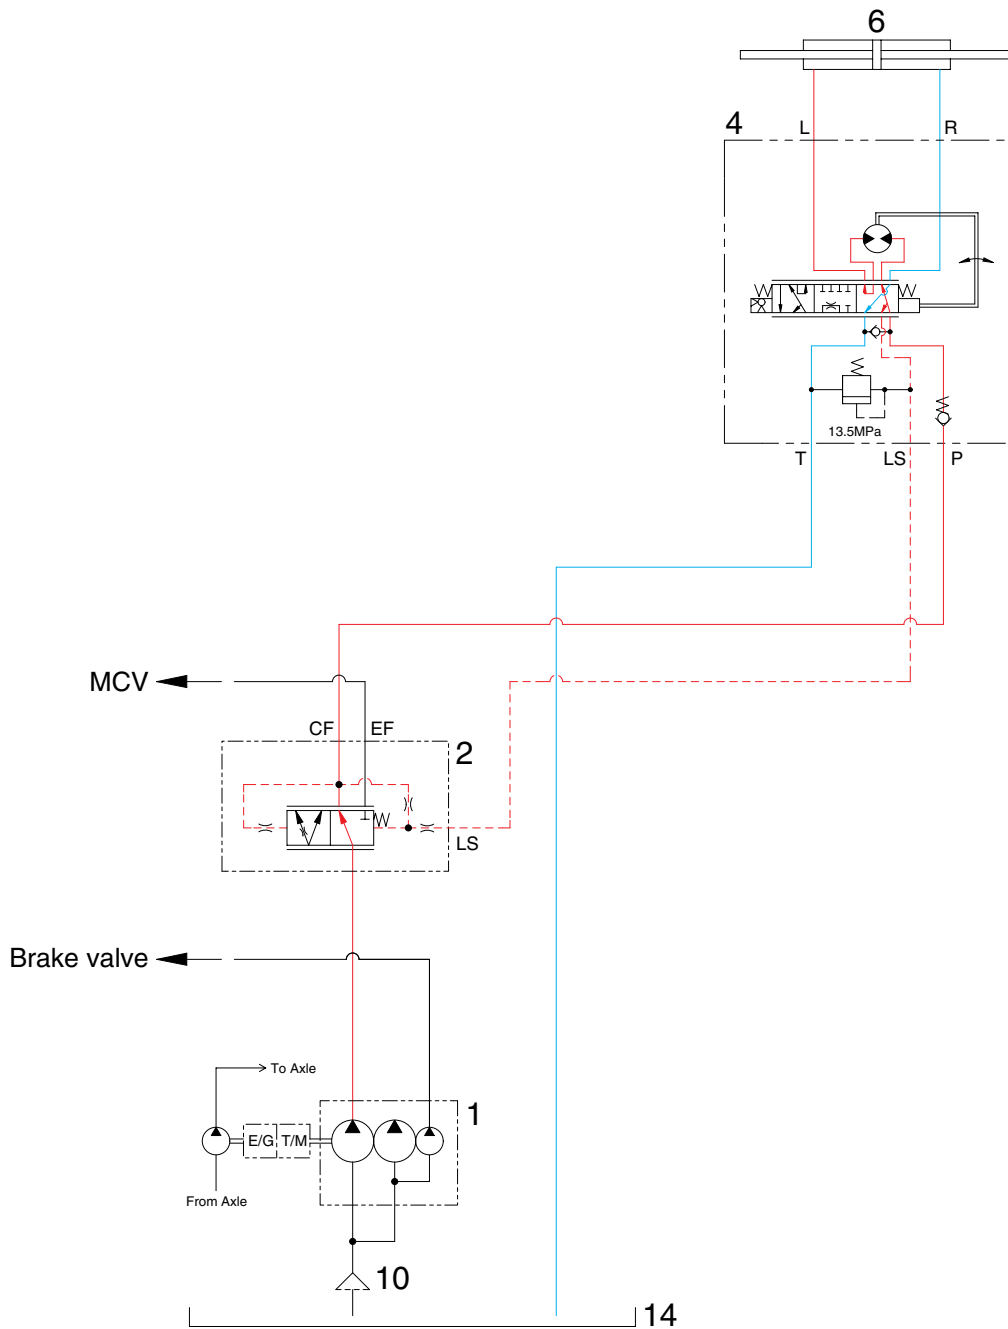 6
4
L
R
13.5MPa
T
LS
P
MCV
CF
EF
2
LS
Brake valve
To Axle
1
E/G
T/M
From Axle
10
14